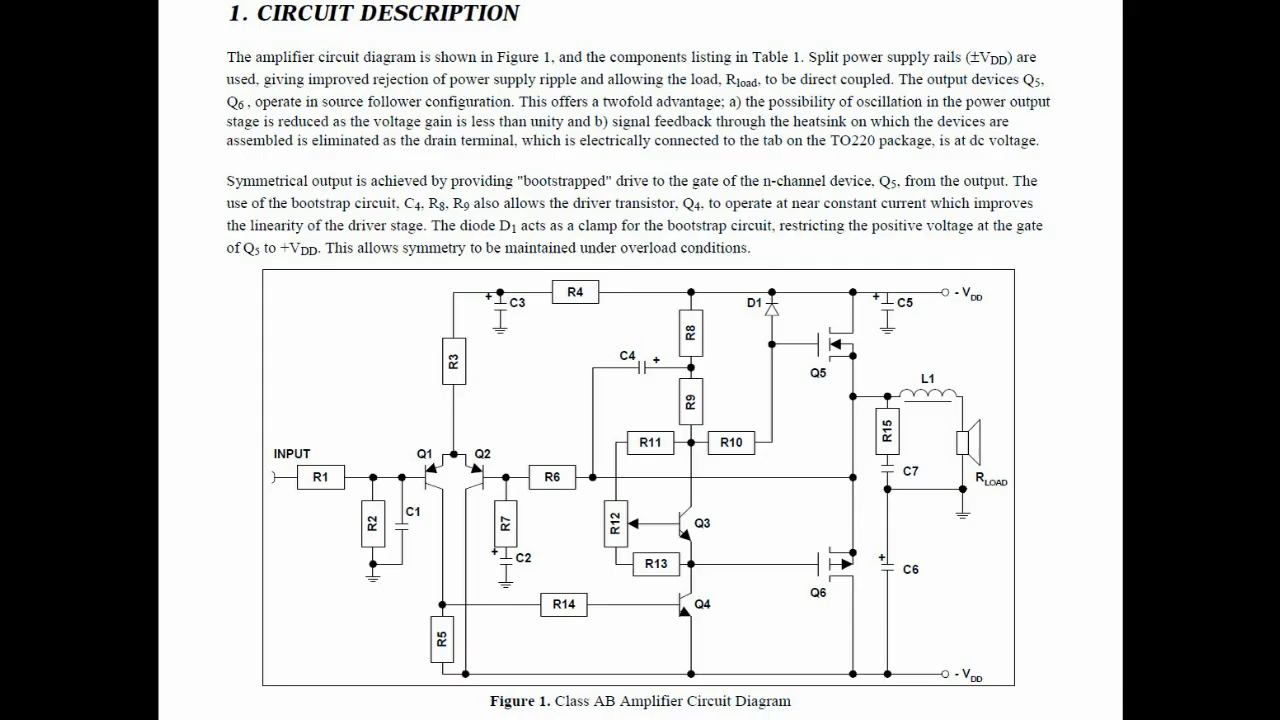 1. CIRCUIT DESCRIPTION
The amplifier circuit diagram is shown in Figure 1, and the components listing in Table 1. Split power supply rails (±VDD) are
used, giving improved rejection of power supply ripple and allowing the load, Rload, to be direct coupled. The output devices Q5,
Q6 , operate in source follower configuration. This offers a twofold advantage; a) the possibility of oscillation in the power output
stage is reduced as the voltage gain is less than unity and b) signal feedback through the heatsink on which the devices are
assembled is eliminated as the drain terminal, which is electrically connected to the tab on the TO220 package, is at dc voltage.
Symmetrical output is achieved by providing "bootstrapped" drive to the gate of the n-channel device, Q5, from the output. The
use of the bootstrap circuit, C4, R8, R9 also allows the driver transistor, Q4, to operate at near constant current which improves
the linearity of the driver stage. The diode D1 acts as a clamp for the bootstrap circuit, restricting the positive voltage at the gate
of Q5 to +VDD. This allows symmetry to be maintained under overload conditions.
+ C3
R4
D1
+ C5
- VDD
R8
R3
C4 +
Q5
L1
R9
R15
INPUT
Q1
Q2
R11
R10
R1
R6
C7
RLOAD
R2
C1
R7
R12
Q3
+ C2
R13
+ C6
Q6
R14
Q4
R5
- VDD
Figure 1. Class AB Amplifier Circuit Diagram